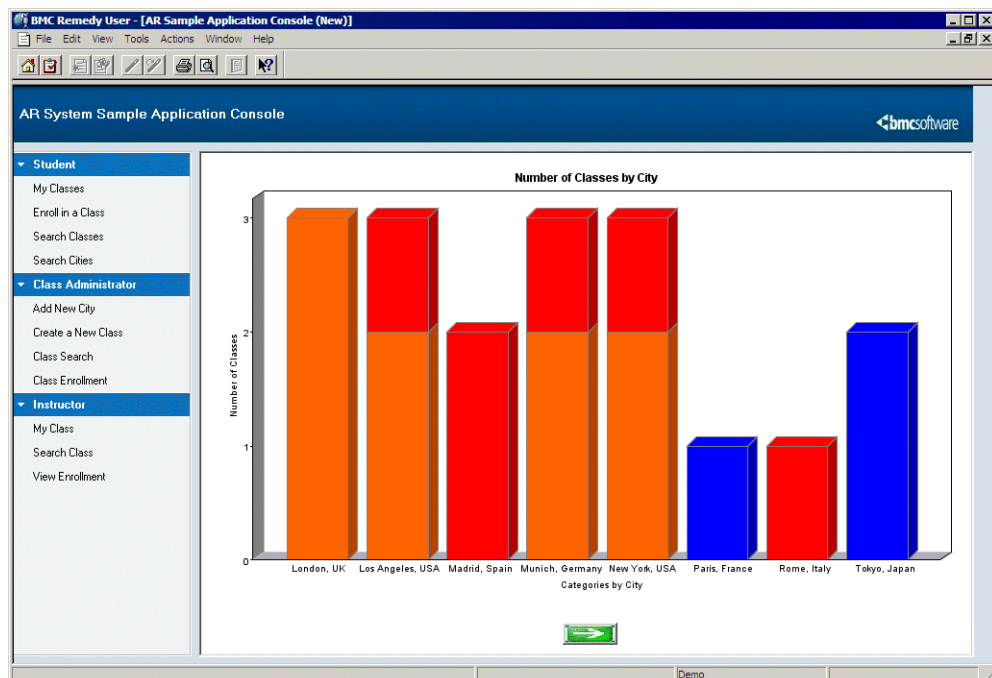 BMC Remedy User - [AR Sample Application Console (New)]
File Edit View Tools Actions Window Help
AR System Sample Application Console
bmcsoftware
Student
My Classes
Enroll in a Class
Search Classes
Search Cities
Class Administrator
Add New City
Create a New Class
Class Search
Class Enrollment
Instructor
My Class
Search Class
View Enrollment
Number of Classes by City
Number of Classes
3
2
1
0
London, UK Los Angeles, USA Madrid, Spain Munich, Germany New York, USA Paris, France Rome, Italy Tokyo, Japan
Categories by City
Demo